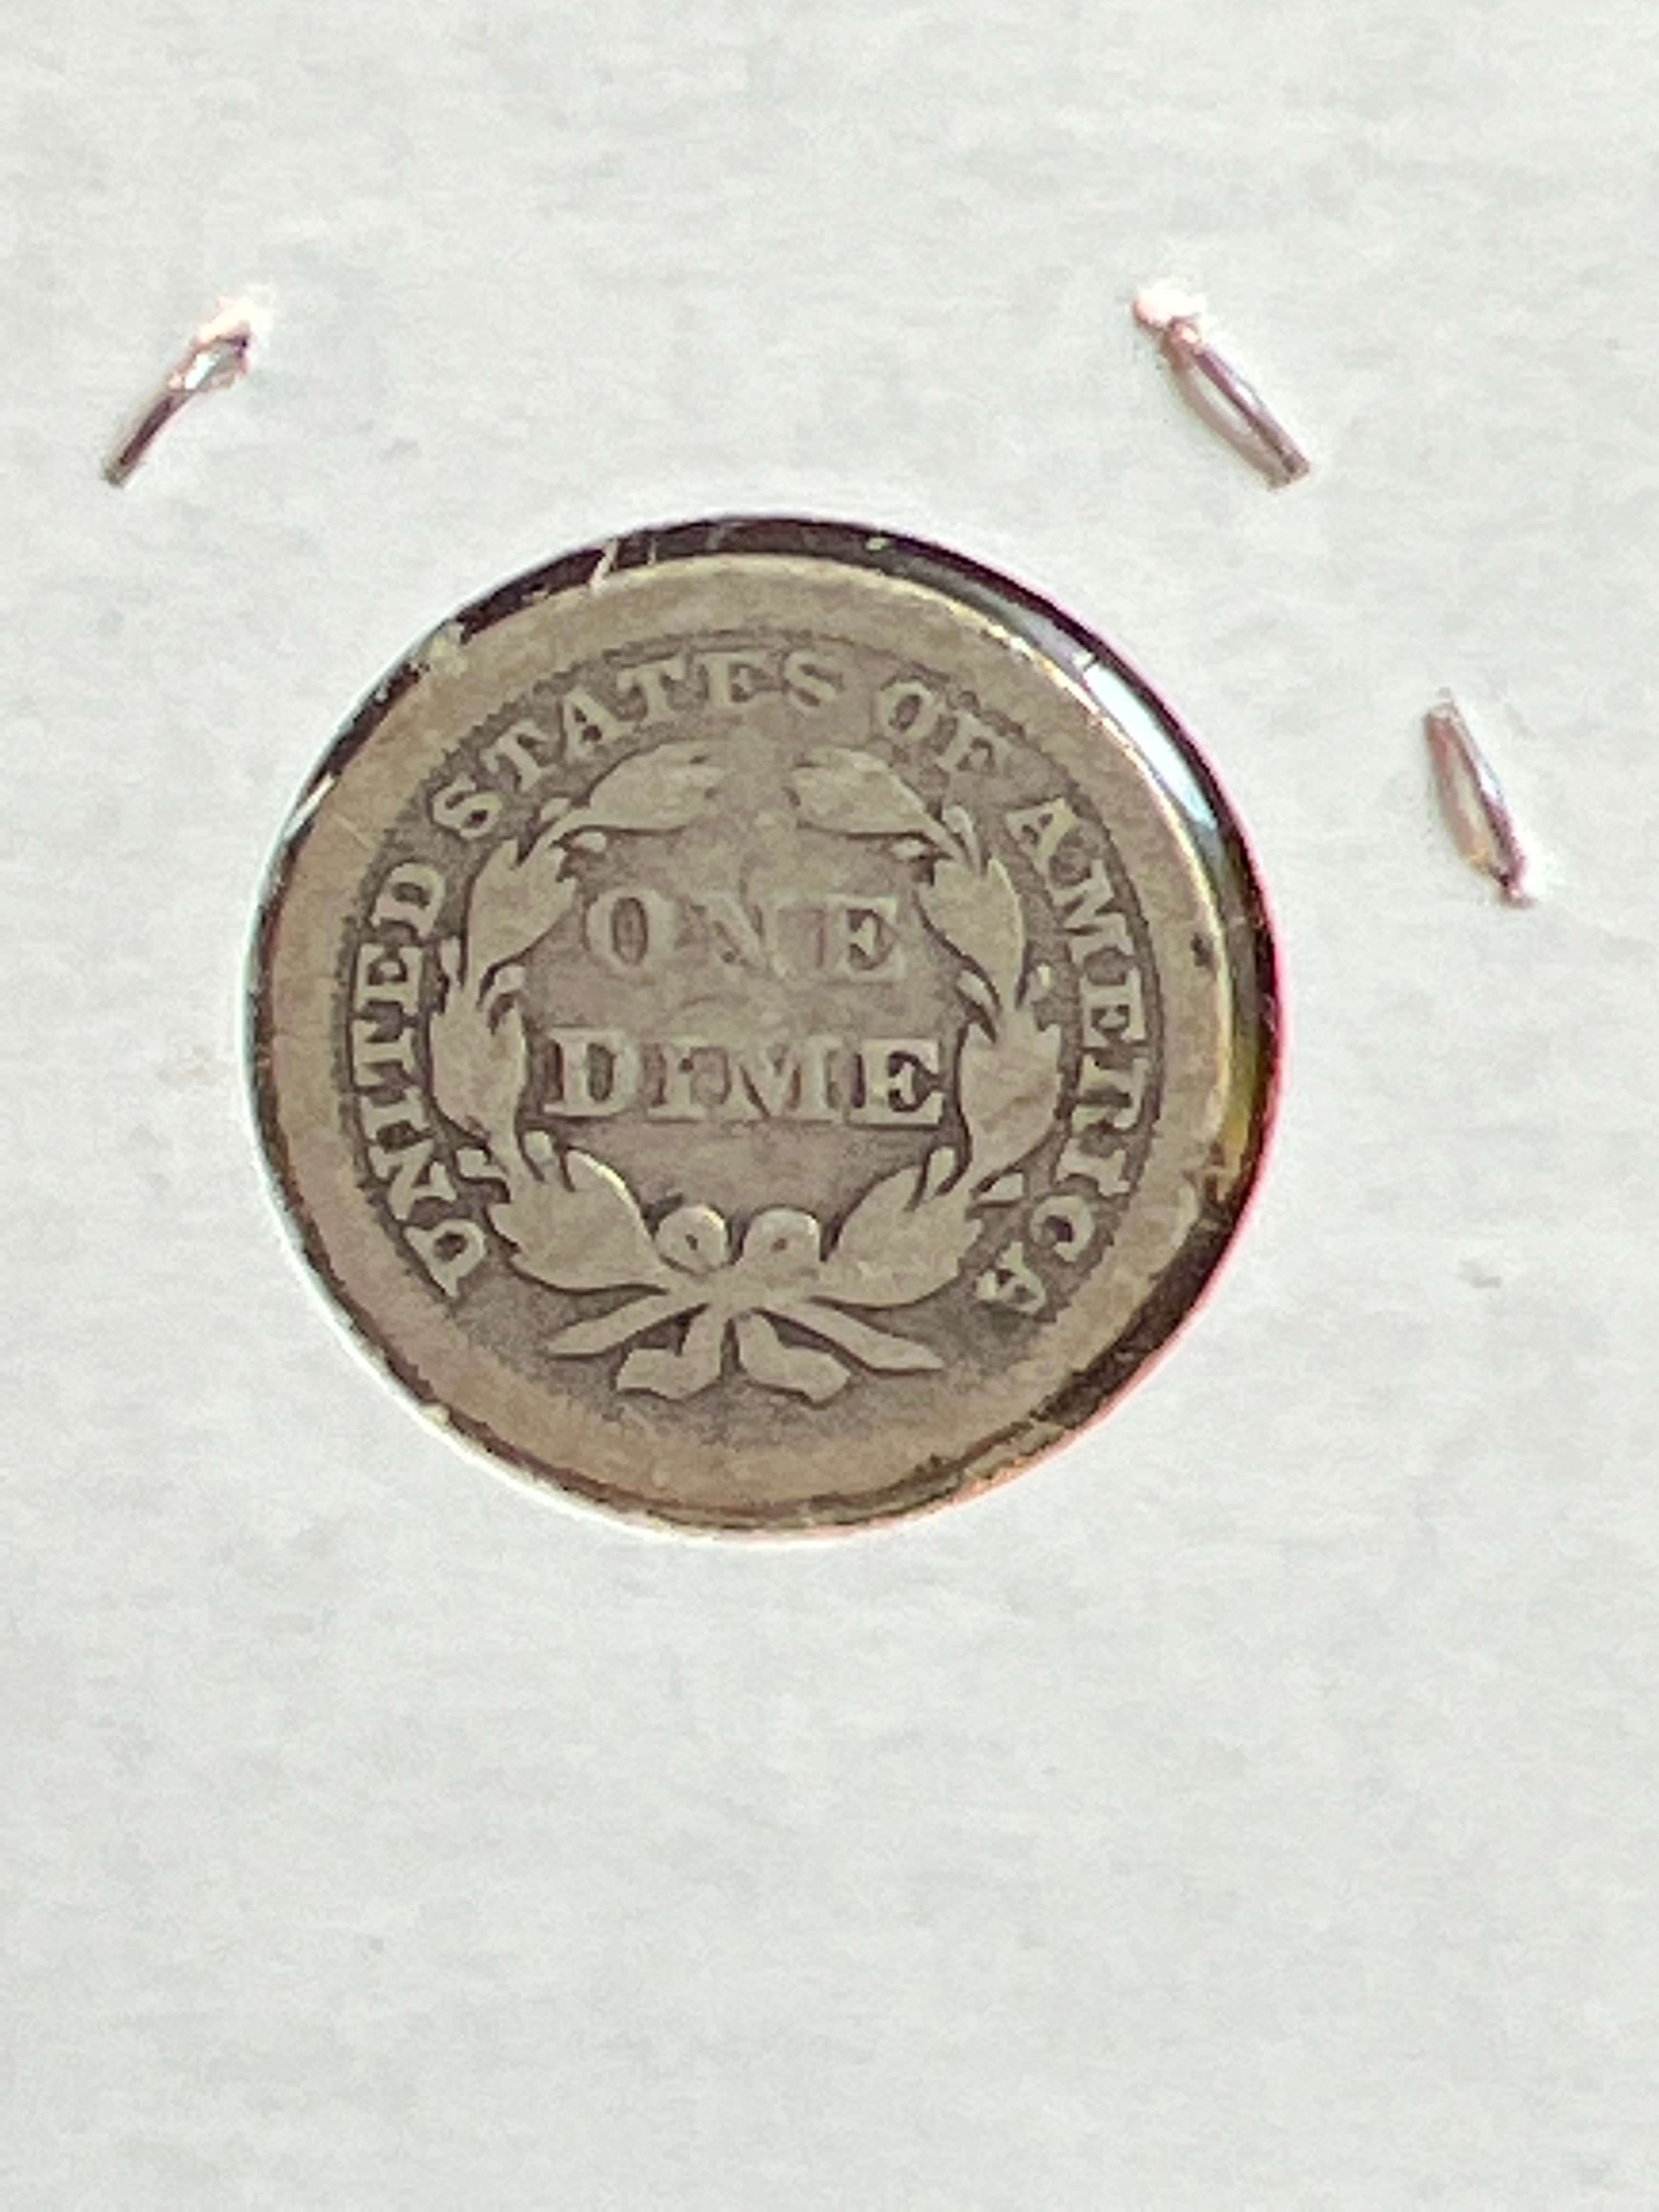 UNITED STATES OF AMERICA
ONE
DIME